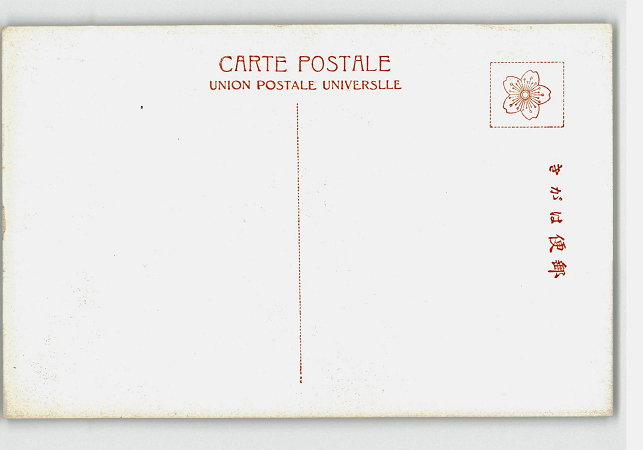 CARTE POSTALE
UNION POSTALE UNIVERSLLE
郵便はがき